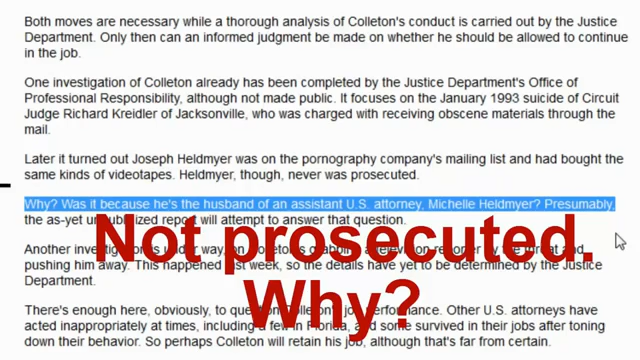 Both moves are necessary while a thorough analysis of Colleton's conduct is carried out by the Justice
Department. Only then can an informed judgment be made on whether he should be allowed to continue
in the job.
One investigation of Colleton already has been completed by the Justice Department's Office of
Professional Responsibility, although not made public. It focuses on the January 1993 suicide of Circuit
Judge Richard Kreidler of Jacksonville, who was charged with receiving obscene materials through the
mail.
Later it turned out Joseph Heldmyer was on the pornography company's mailing list and had bought the
same kinds of videotapes. Heldmyer, though, never was prosecuted.
Why? Was it because he's the husband of an assistant U.S. attorney, Michelle Heldmyer? Presumably,
the as-yet report will attempt to answer that question.
Not prosecuted.
Another under way, on a television reporter by the throat and
pushing him away. This happened last week, so the details have yet to be determined by the Justice
Department.
Why?
There's enough here, obviously, to performance. Other U.S. attorneys have
acted inappropriately at times, including a few in Florida, and some survived in their jobs after toning
down their behavior. So perhaps Colleton will retain his job, although that's far from certain.